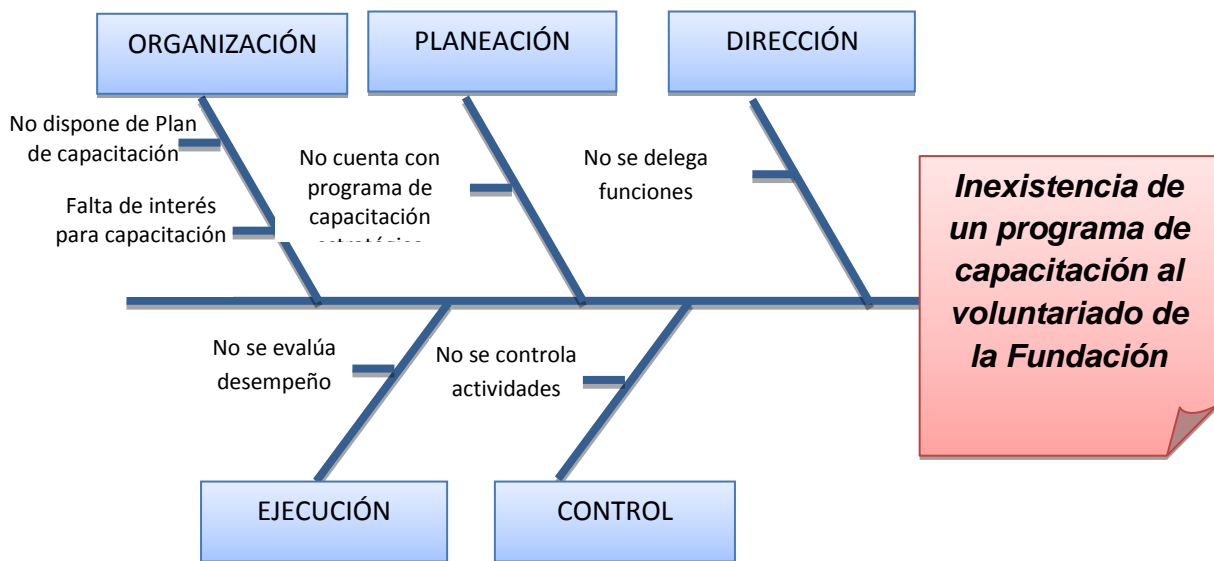 ORGANIZACIÓN
PLANEACIÓN
DIRECCIÓN
No dispone de Plan
de capacitación
Falta de interés
para capacitación
No cuenta con
programa de
capacitación
No se delega
funciones
Inexistencia de
un programa de
capacitación al
voluntariado de
la Fundación
No se evalúa
desempeño
No se controla
actividades
EJECUCIÓN
CONTROL